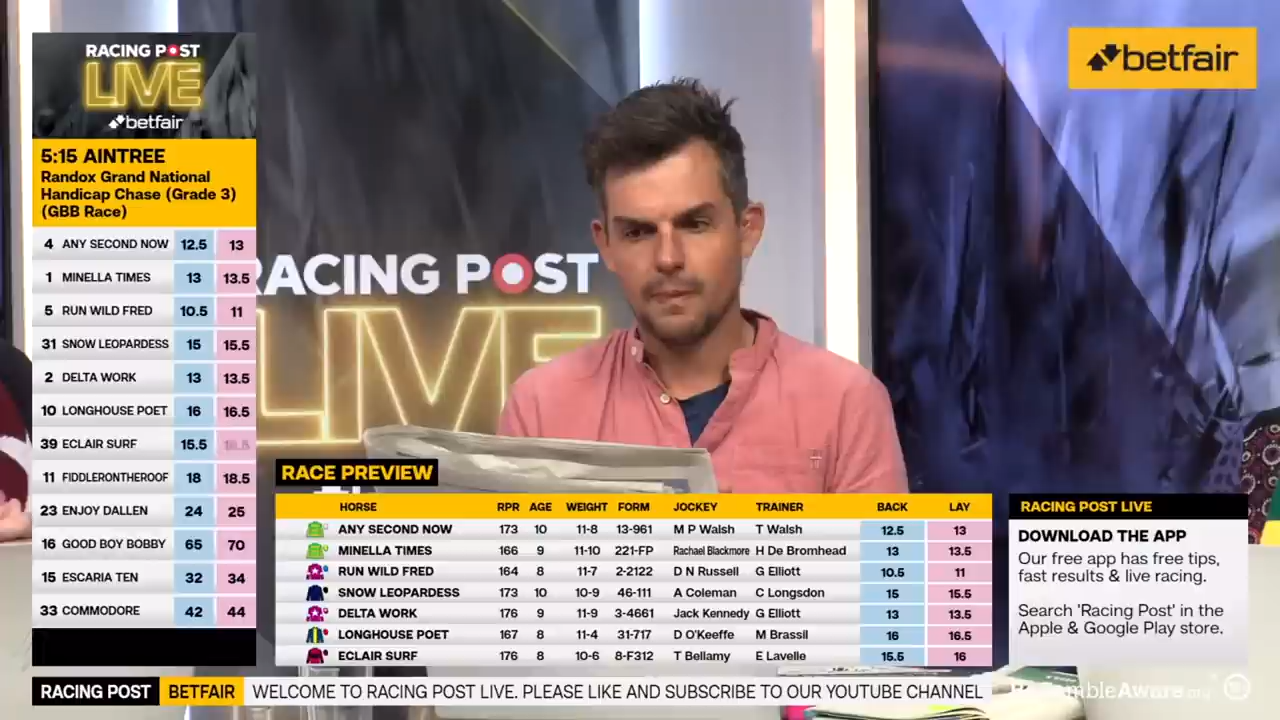 RACING POST
LIVE
betfair
5:15 AINTREE
Randox Grand National
Handicap Chase (Grade 3)
(GBB Race)
4 ANY SECOND NOW 12.5 13
1 MINELLA TIMES 13 13.5
5 RUN WILD FRED 10.5 11
31 SNOW LEOPARDESS 15 15.5
2 DELTA WORK 13 13.5
10 LONGHOUSE POET 16 16.5
39 ECLAIR SURF 15.5
11 FIDDLERONTHEROOF 18 18.5
23 ENJOY DALLEN 24 25
16 GOOD BOY BOBBY 65 70
15 ESCARIA TEN 32 34
33 COMMODORE 42 44
RACING POST
LIVE
betfair
RACE PREVIEW
HORSE RPR AGE WEIGHT FORM JOCKEY TRAINER BACK LAY
ANY SECOND NOW 173 10 11-8 13-961 M P Walsh T Walsh 12.5 13
MINELLA TIMES 166 9 11-10 221-FP Rachael Blackmore H De Bromhead 13 13.5
RUN WILD FRED 164 8 11-7 2-2122 D N Russell G Elliott 10.5 11
SNOW LEOPARDESS 173 10 10-9 46-111 A Coleman C Longsdon 15 15.5
DELTA WORK 176 9 11-9 3-4661 Jack Kennedy G Elliott 13 13.5
LONGHOUSE POET 167 8 11-4 31-717 D O'Keeffe M Brassil 16 16.5
ECLAIR SURF 176 8 10-6 8-F312 T Bellamy E Lavelle 15.5 16
RACING POST LIVE
DOWNLOAD THE APP
Our free app has free tips,
fast results & live racing.
Search 'Racing Post' in the
Apple & Google Play store.
RACING POST BETFAIR WELCOME TO RACING POST LIVE. PLEASE LIKE AND SUBSCRIBE TO OUR YOUTUBE CHANNEL